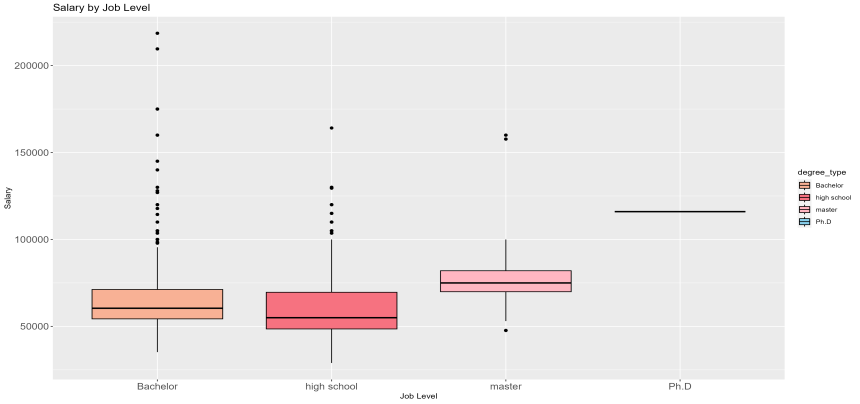 Salary by Job Level
200000
150000
100000
50000
Salary
Bachelor
high school
master
Ph.D
Job Level
degree_type
Bachelor
high school
master
Ph.D